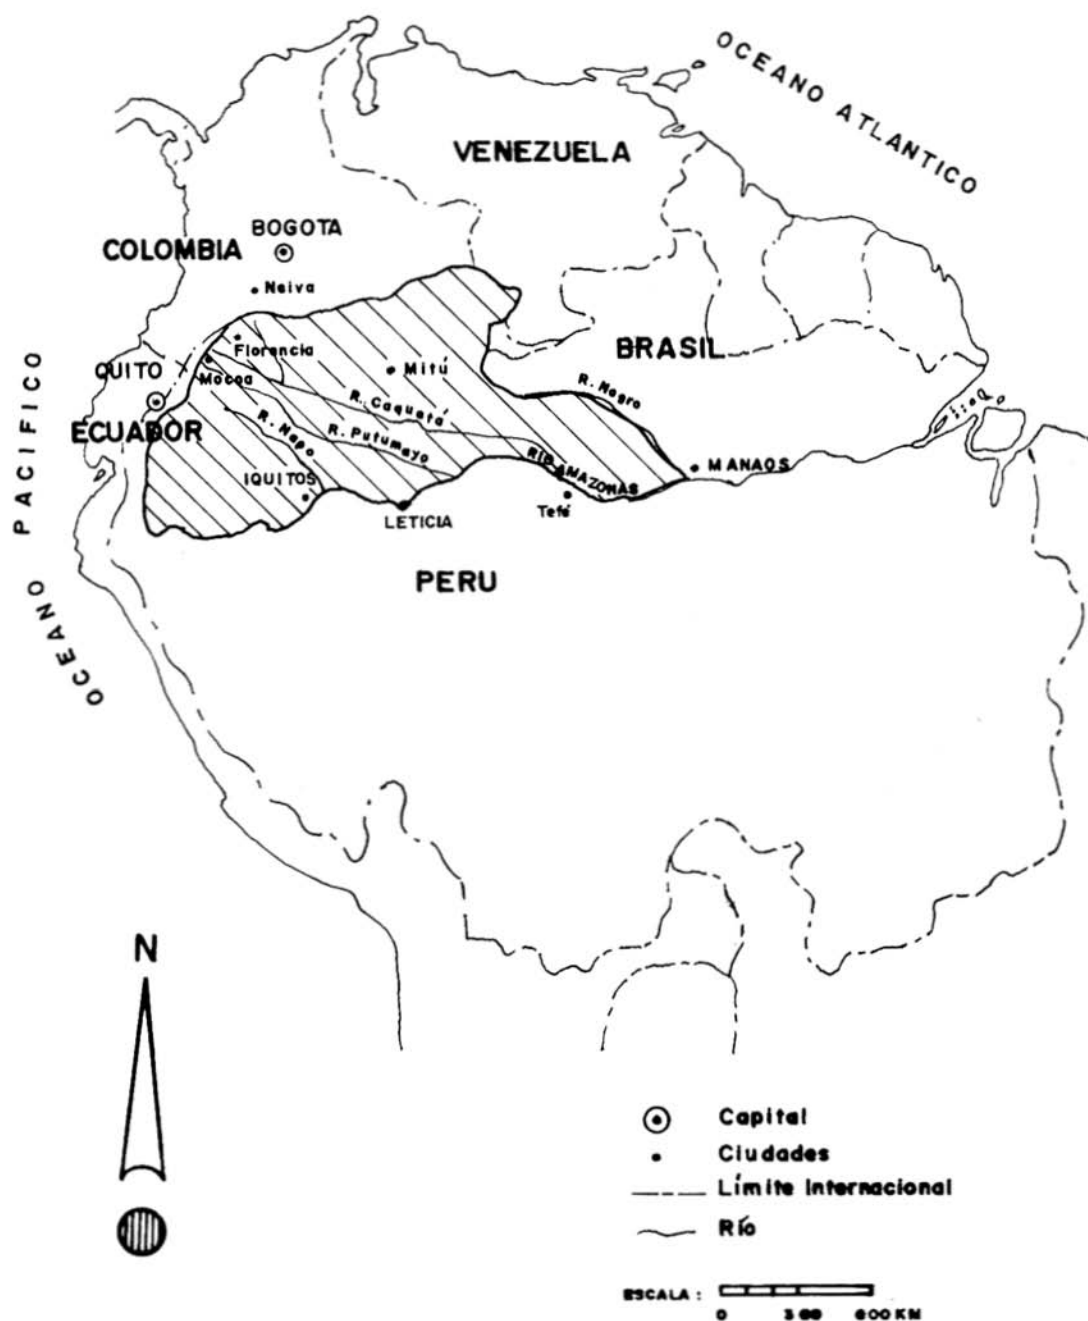 OCEANO ATLANTICO
VENEZUELA
BOGOTA
COLOMBIA
Neiva
Florencia
BRASIL
QUITO
Mocoa
Mitú
R. Negro
R. Caquetá
ECUADOR
R. Napo
R. Putumayo
RIO AMAZONAS
MANAOS
IQUITOS
LETICIA
Tefé
PERU
OCEANO PACIFICO
N
Capital
Ciudades
Límite Internacional
Río
ESCALA :
0 300 600 KM